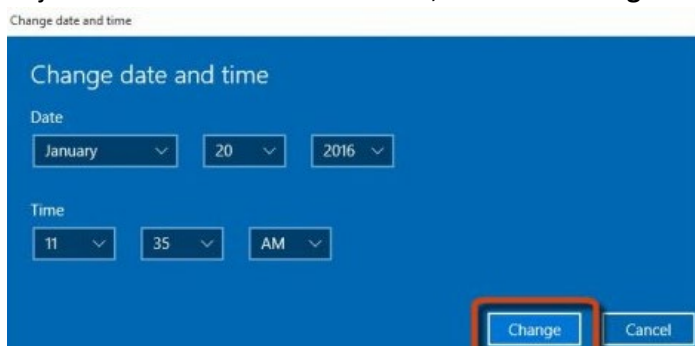 Change date and time
Change date and time
Date
January 20 2016
Time
11 35 AM
Change Cancel